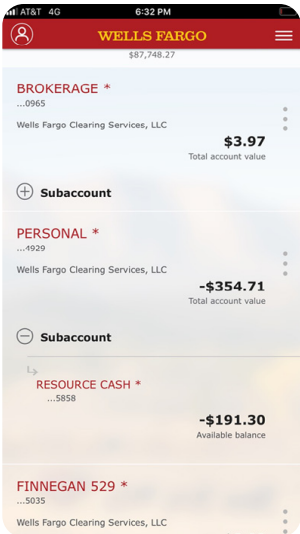 AT&T 4G 6:32 PM
WELLS FARGO
$87,748.27
BROKERAGE *
...0965
Wells Fargo Clearing Services, LLC
$3.97
Total account value
Subaccount
PERSONAL *
...4929
Wells Fargo Clearing Services, LLC
-$354.71
Total account value
Subaccount
RESOURCE CASH *
...5858
-$191.30
Available balance
FINNEGAN 529 *
...5035
Wells Fargo Clearing Services, LLC